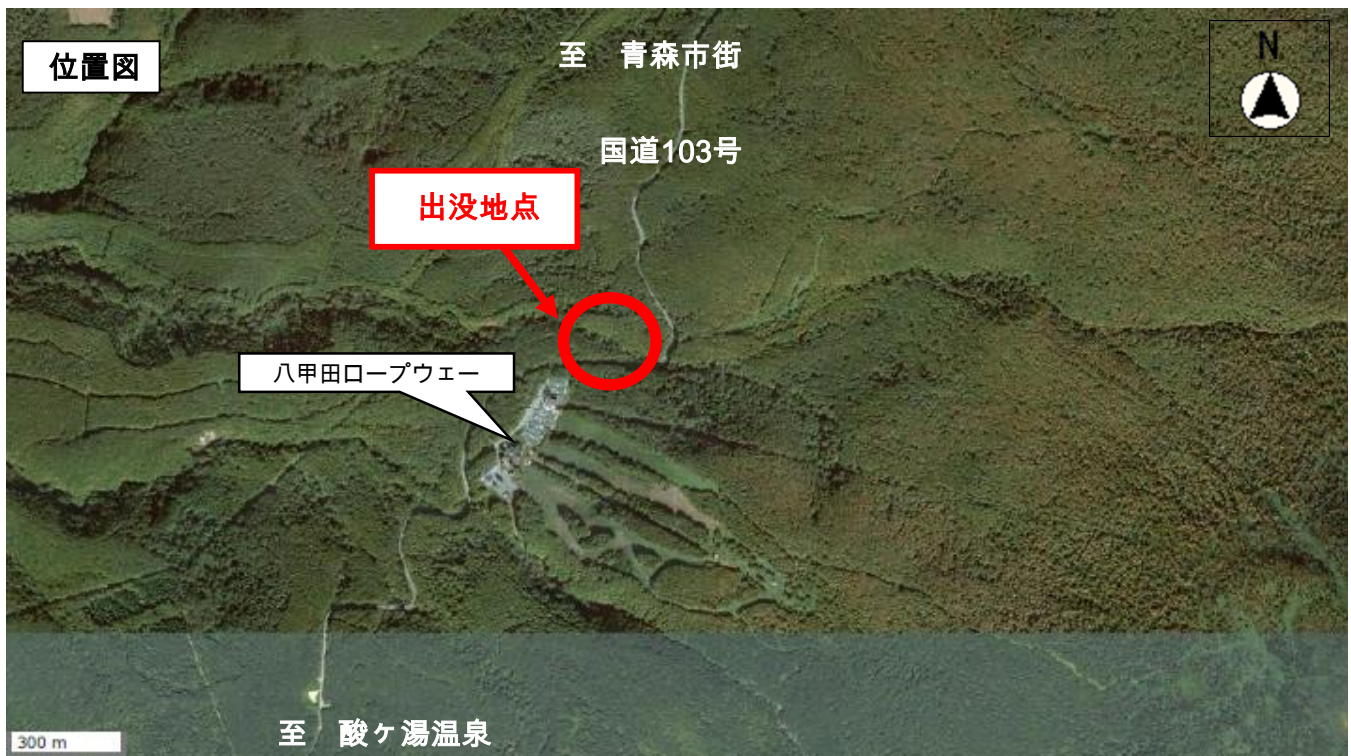 位置図
至 青森市街
N
国道103号
出没地点
八甲田ロープウェー
300 m
至 酸ヶ湯温泉